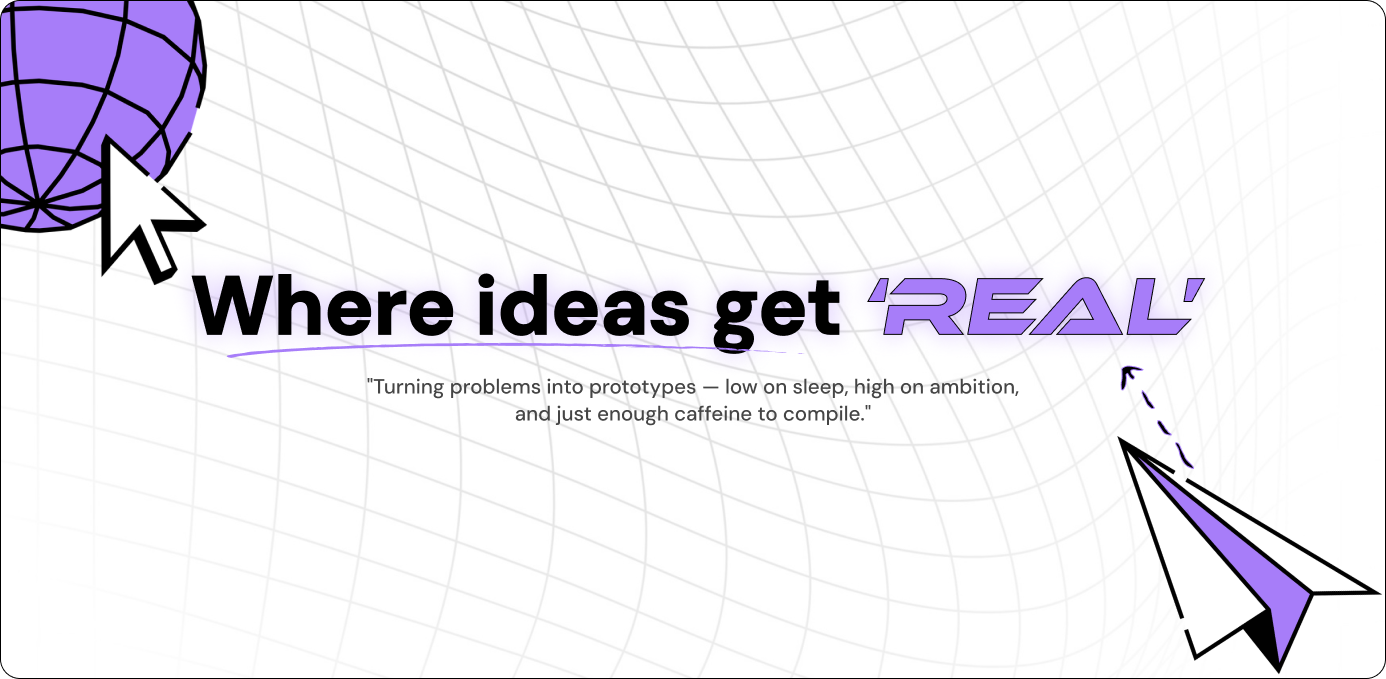 Where ideas get ‘REAL’
"Turning problems into prototypes — low on sleep, high on ambition,
and just enough caffeine to compile."